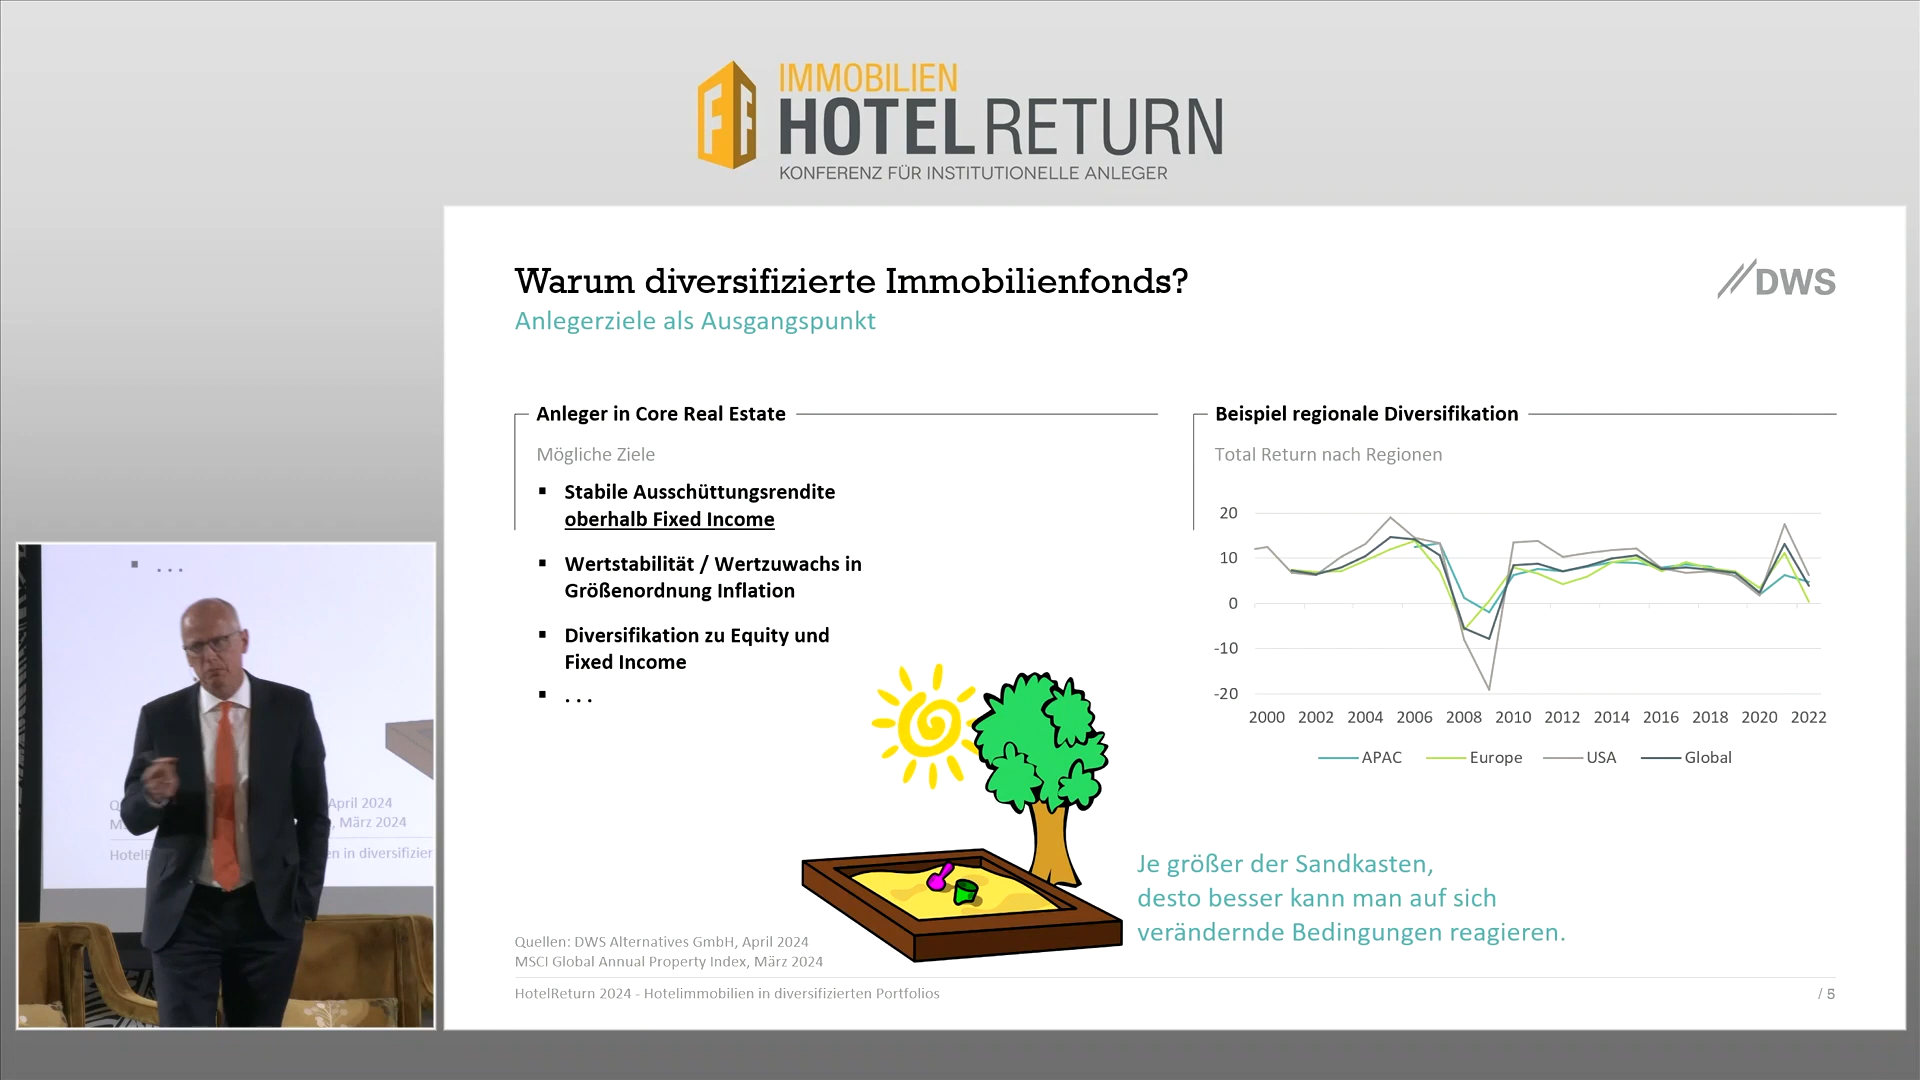 IMMOBILIEN
HOTELRETURN
KONFERENZ FÜR INSTITUTIONELLE ANLEGER
Warum diversifizierte Immobilienfonds?
Anlegerziele als Ausgangspunkt
DWS
Anleger in Core Real Estate
Mögliche Ziele
▪ Stabile Ausschüttungsrendite
oberhalb Fixed Income
▪ Wertstabilität / Wertzuwachs in
Größenordnung Inflation
▪ Diversifikation zu Equity und
Fixed Income
▪ . . .
Beispiel regionale Diversifikation
Total Return nach Regionen
20
10
0
-10
-20
2000 2002 2004 2006 2008 2010 2012 2014 2016 2018 2020 2022
APAC Europe USA Global
Je größer der Sandkasten,
desto besser kann man auf sich
verändernde Bedingungen reagieren.
Quellen: DWS Alternatives GmbH, April 2024
MSCI Global Annual Property Index, März 2024
HotelReturn 2024 - Hotelimmobilien in diversifizierten Portfolios
/ 5
▪ . . .
April 2024
, März 2024
en in diversifizier